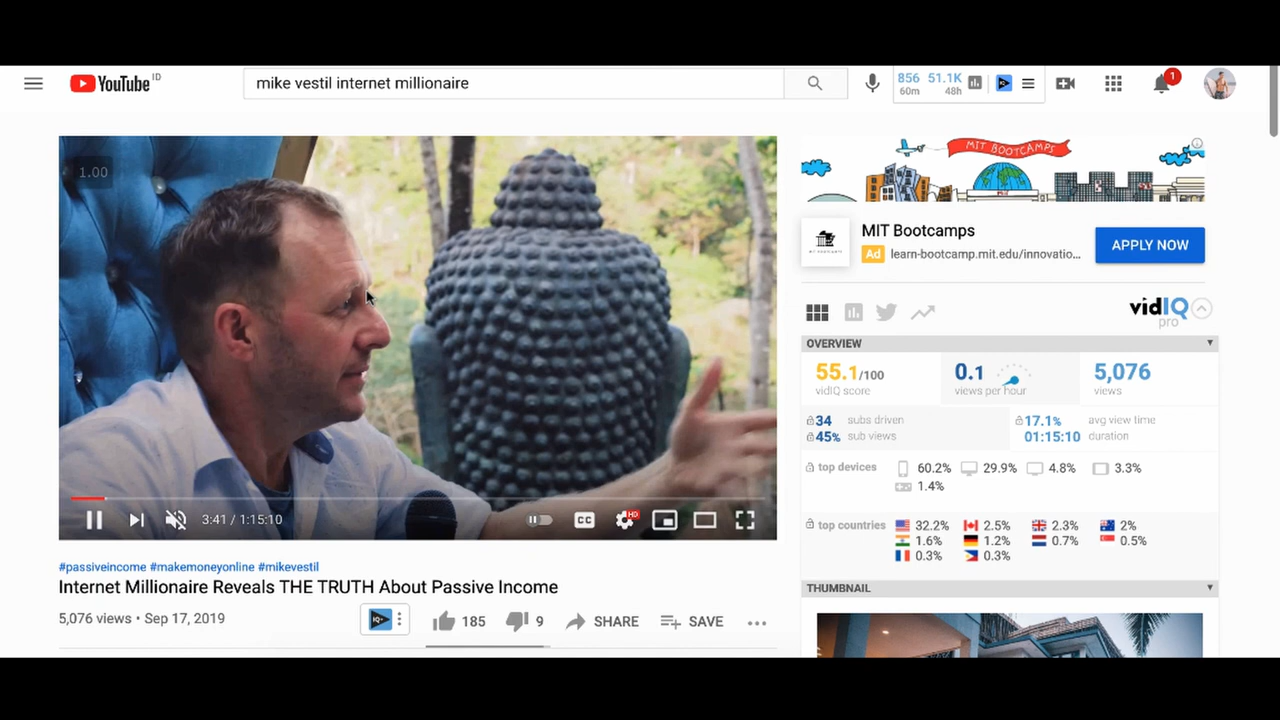 YouTube ID
mike vestil internet millionaire
856 51.1K
60m 48h
1
1.00
MIT BOOTCAMPS
MIT Bootcamps
Ad learn-bootcamp.mit.edu/innovatio...
APPLY NOW
vidIQ
pro
OVERVIEW
55.1/100 0.1 5,076
vidIQ score views per hour views
34 subs driven 17.1% avg view time
45% sub views 01:15:10 duration
top devices 60.2% 29.9% 4.8% 3.3%
1.4%
top countries 32.2% 2.5% 2.3% 2%
1.6% 1.2% 0.7% 0.5%
0.3% 0.3%
THUMBNAIL
3:41 / 1:15:10
CC HD
#passiveincome #makemoneyonline #mikevestil
Internet Millionaire Reveals THE TRUTH About Passive Income
5,076 views • Sep 17, 2019
IQ 185 9 SHARE SAVE